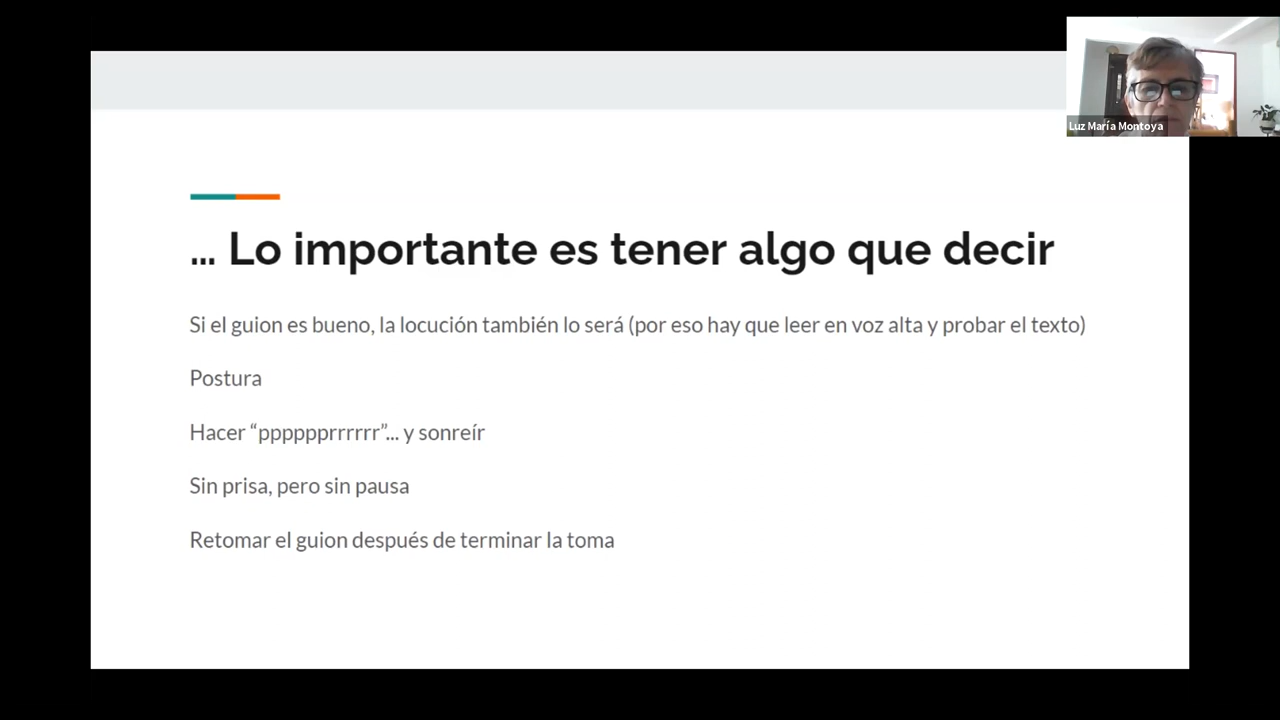 Luz María Montoya
... Lo importante es tener algo que decir
Si el guion es bueno, la locución también lo será (por eso hay que leer en voz alta y probar el texto)
Postura
Hacer “pppppprrrrrr”... y sonreír
Sin prisa, pero sin pausa
Retomar el guion después de terminar la toma